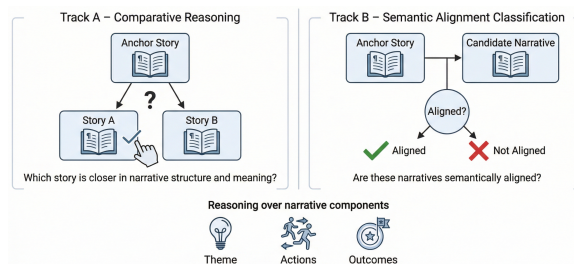 Track A – Comparative Reasoning
Anchor Story
?
Story A
Story B
Which story is closer in narrative structure and meaning?
Track B – Semantic Alignment Classification
Anchor Story
Candidate Narrative
Aligned?
Aligned
Not Aligned
Are these narratives semantically aligned?
Reasoning over narrative components
Theme
Actions
Outcomes